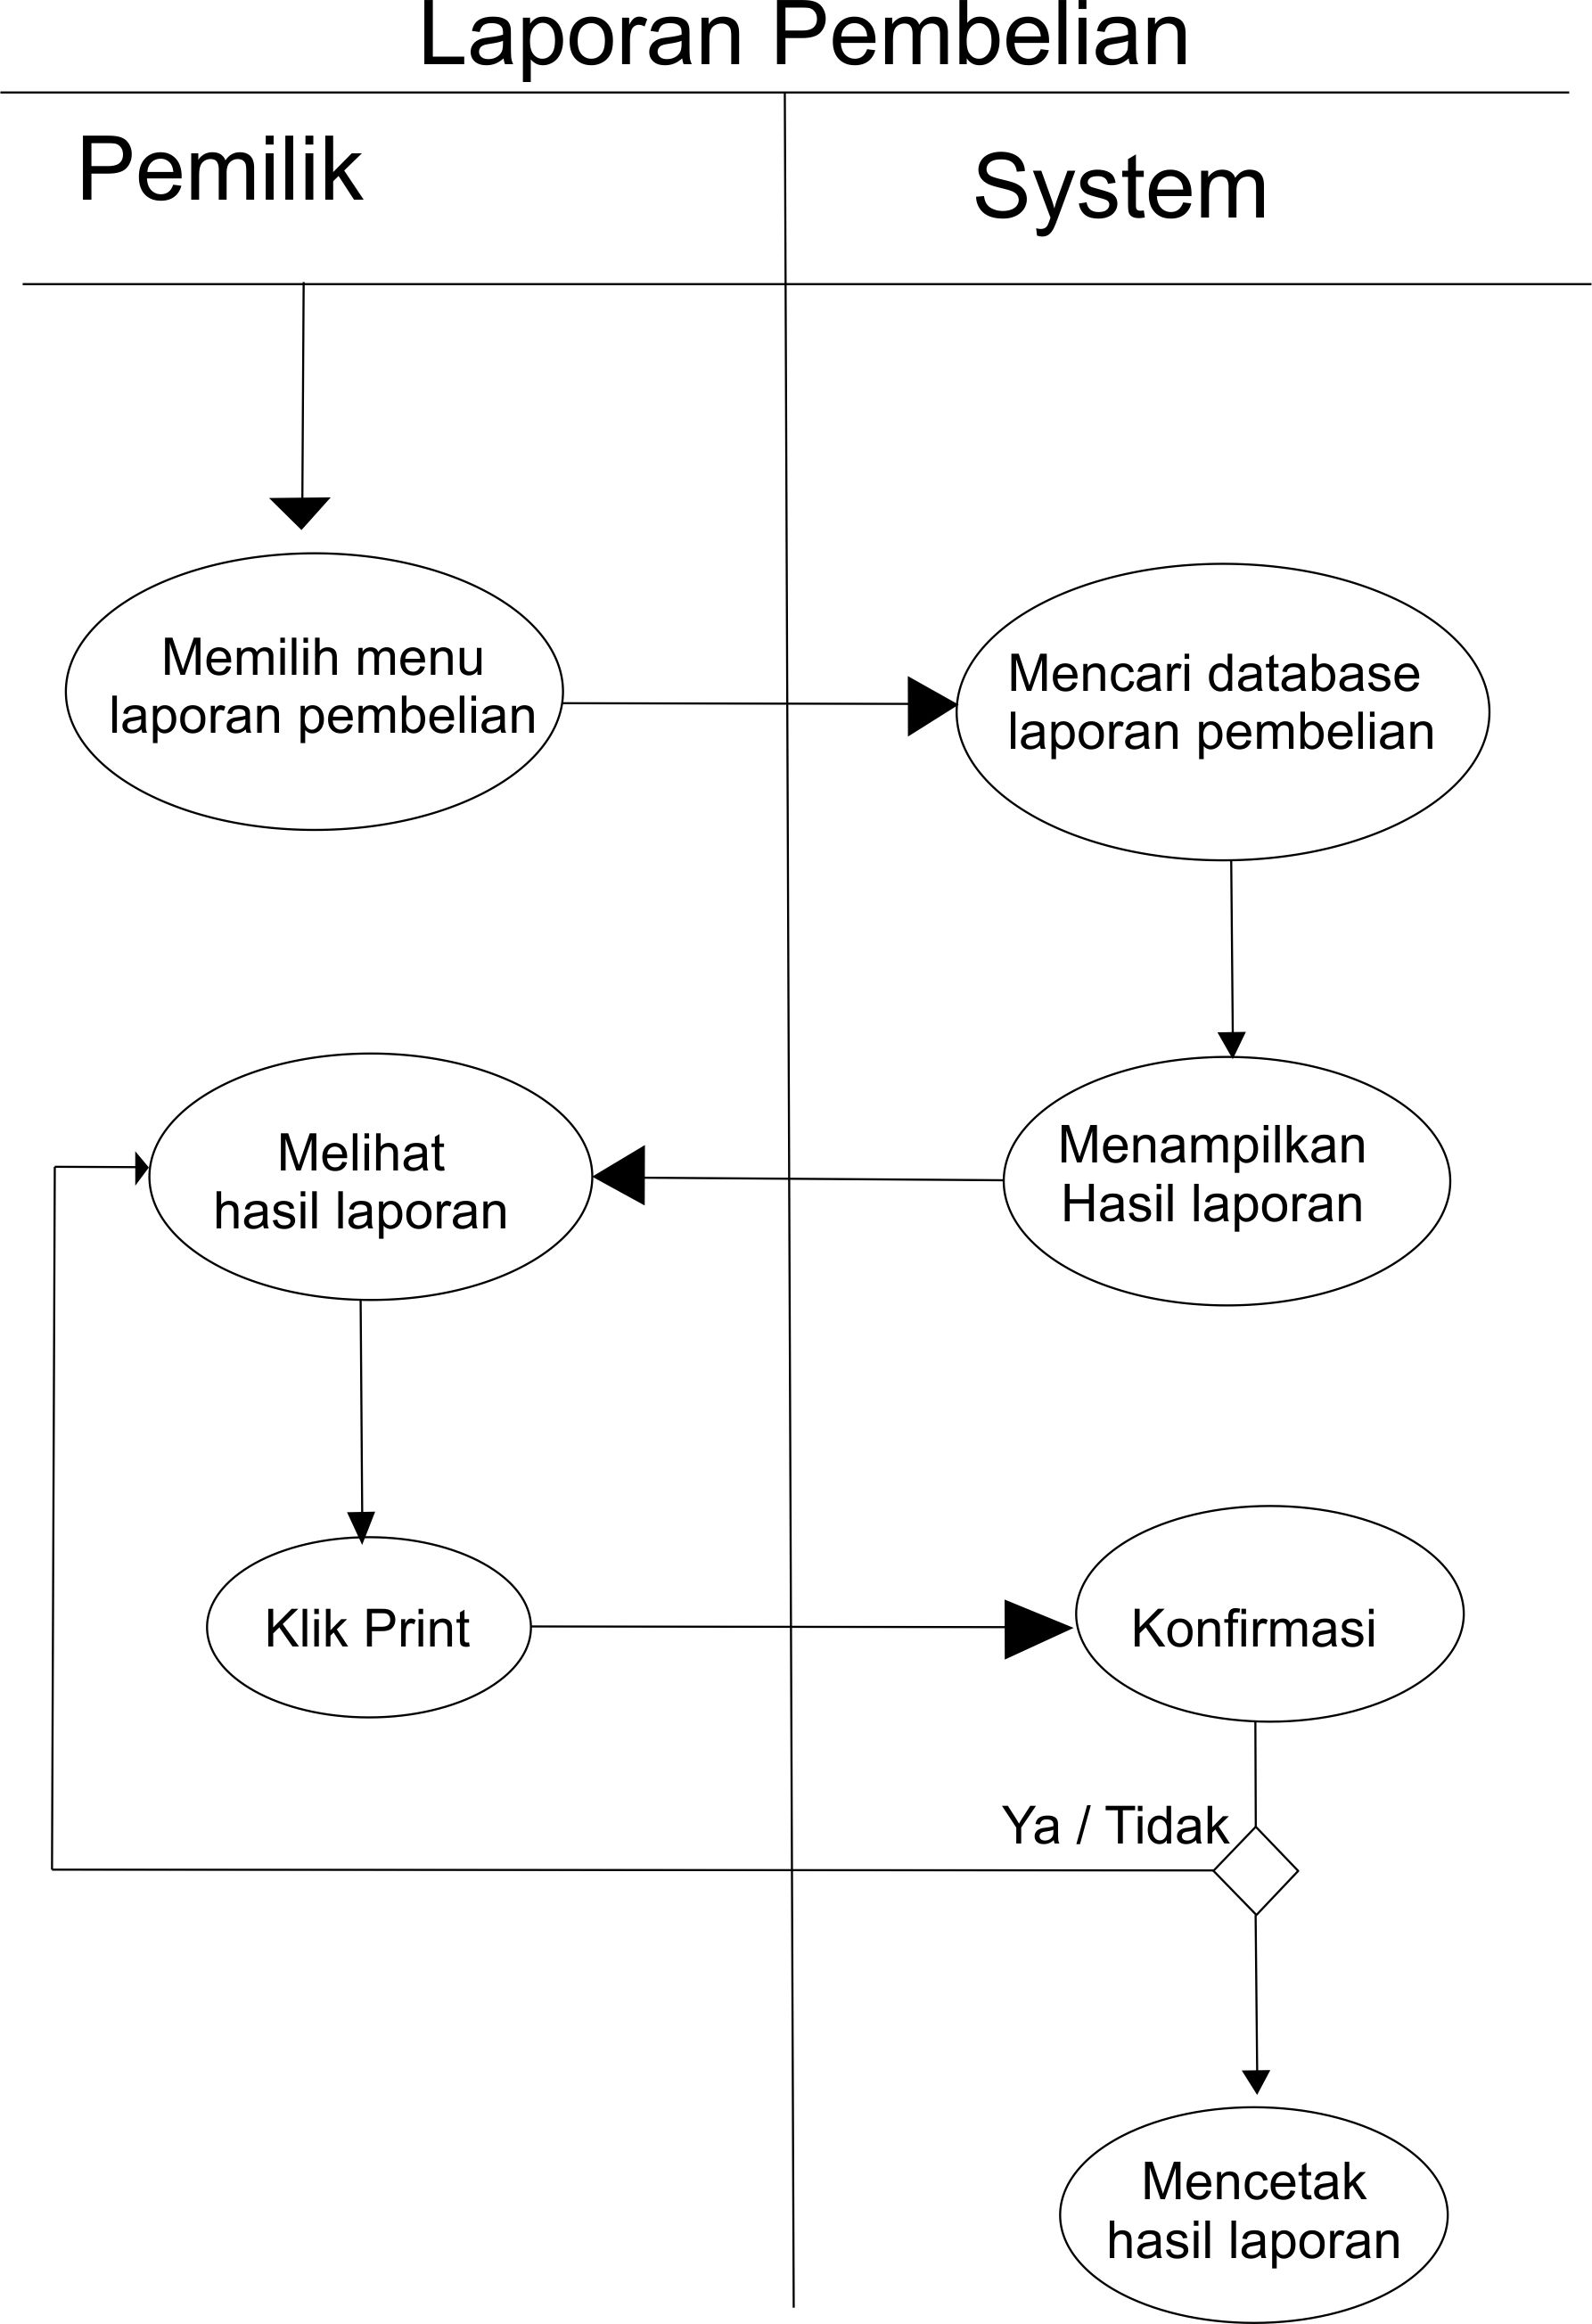 Laporan Pembelian
Pemilik
System
Memilih menu
laporan pembelian
Mencari database
laporan pembelian
Melihat
hasil laporan
Menampilkan
Hasil laporan
Klik Print
Konfirmasi
Ya / Tidak
Mencetak
hasil laporan